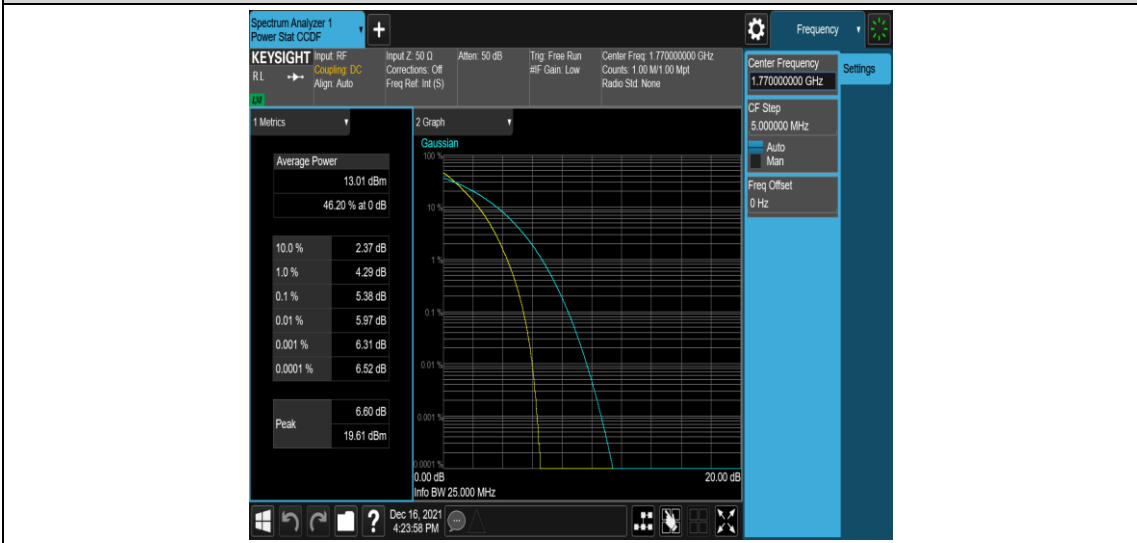 Spectrum Analyzer 1
Power Stat CCDF
+
Frequency
KEYSIGHT
Input: RF
Input Z: 50 Ω
Atten: 50 dB
Trig: Free Run
Center Freq: 1.770000000 GHz
RL
Coupling: DC
Corrections: Off
#IF Gain: Low
Counts: 1.00 M/1.00 Mpt
Align: Auto
Freq Ref: Int (S)
Radio Std: None
LXI
Center Frequency
1.770000000 GHz
Settings
CF Step
5.000000 MHz
Auto
Man
Freq Offset
0 Hz
1 Metrics
Average Power
13.01 dBm
46.20 % at 0 dB
10.0 % 2.37 dB
1.0 % 4.29 dB
0.1 % 5.38 dB
0.01 % 5.97 dB
0.001 % 6.31 dB
0.0001 % 6.52 dB
Peak
6.60 dB
19.61 dBm
2 Graph
Gaussian
100 %
10 %
1 %
0.1 %
0.01 %
0.001 %
0.0001 %
0.00 dB
20.00 dB
Info BW 25.000 MHz
?
Dec 16, 2021
4:23:58 PM